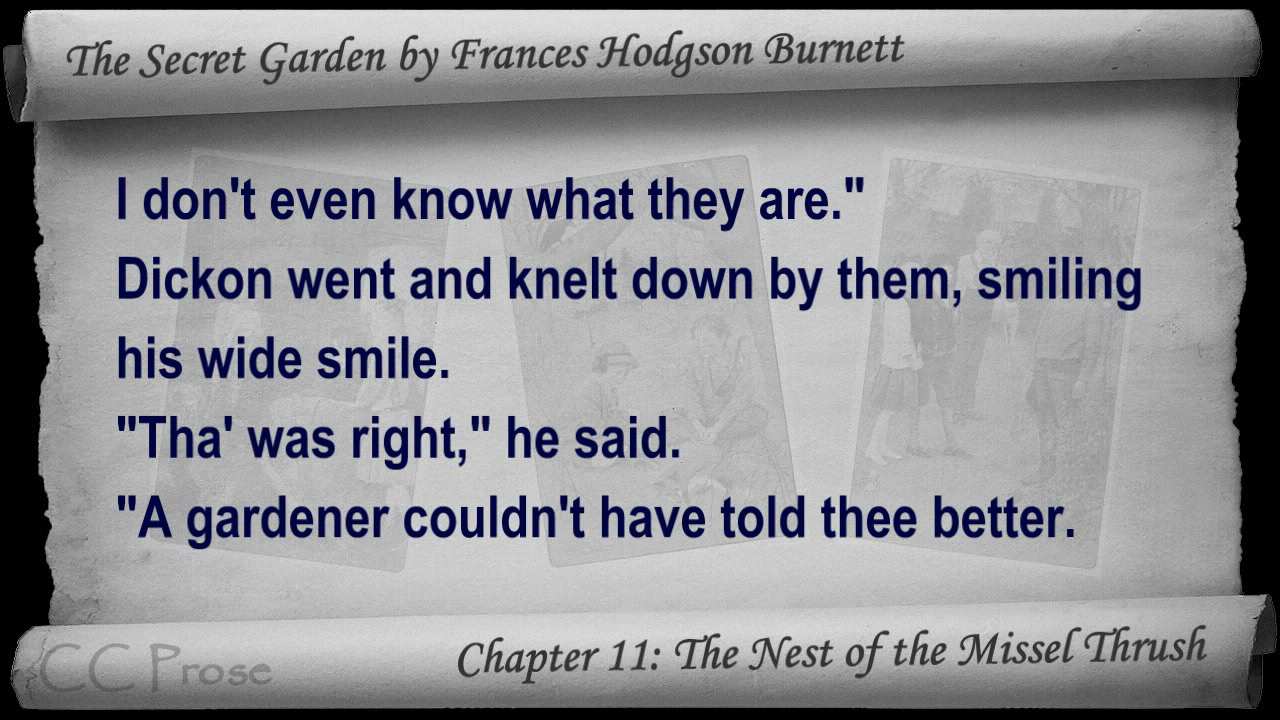 The Secret Garden by Frances Hodgson Burnett
I don't even know what they are."
Dickon went and knelt down by them, smiling
his wide smile.
"Tha' was right," he said.
"A gardener couldn't have told thee better.
CC Prose
Chapter 11: The Nest of the Missel Thrush